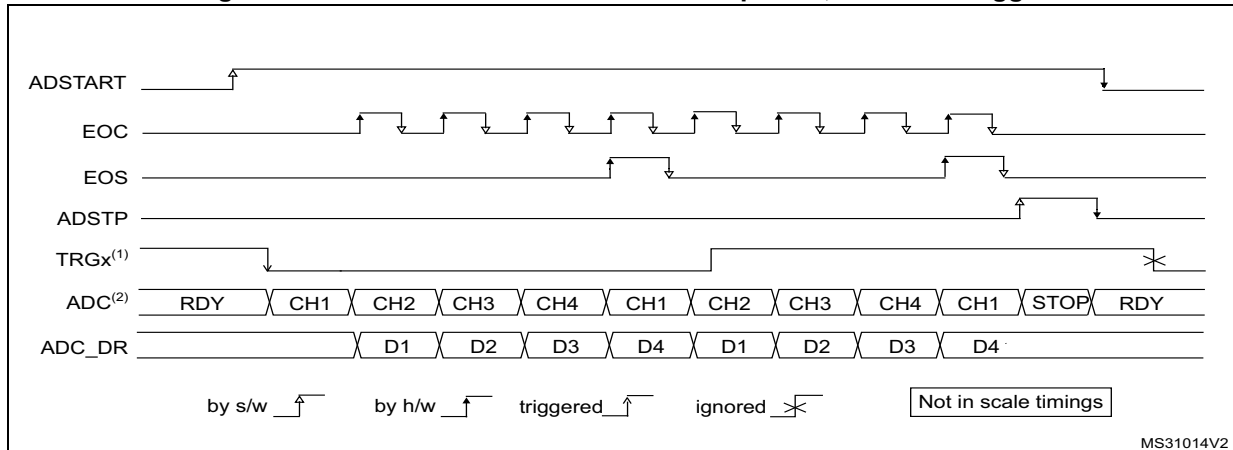 ADSTART
EOC
EOS
ADSTP
TRGx(1)
ADC(2) RDY CH1 CH2 CH3 CH4 CH1 CH2 CH3 CH4 CH1 STOP RDY
ADC_DR D1 D2 D3 D4 D1 D2 D3 D4
by s/w by h/w triggered ignored Not in scale timings
MS31014V2